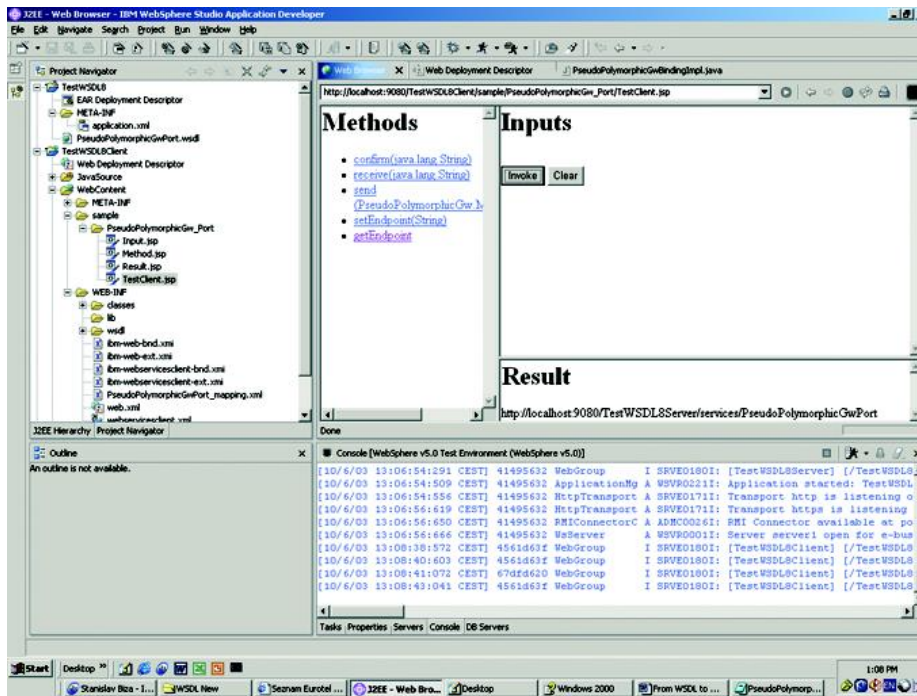 J2EE - Web Browser - IBM WebSphere Studio Application Developer
File Edit Navigate Search Project Run Window Help
Project Navigator
TestWSDL8
EAR Deployment Descriptor
META-INF
application.xml
PseudoPolymorphicGwPort.wsdl
TestWSDL8Client
Web Deployment Descriptor
JavaSource
WebContent
META-INF
sample
PseudoPolymorphicGw_Port
Input.jsp
Method.jsp
Result.jsp
TestClient.jsp
WEB-INF
classes
lib
wsdl
ibm-web-bnd.xmi
ibm-web-ext.xmi
ibm-webservicesclient-bnd.xmi
ibm-webservicesclient-ext.xmi
PseudoPolymorphicGwPort_mapping.xml
web.xml
webservicesclient.xml
J2EE Hierarchy Project Navigator
Web Browser Web Deployment Descriptor PseudoPolymorphicGwBindingImpl.java
http://localhost:9080/TestWSDL8Client/sample/PseudoPolymorphicGw_Port/TestClient.jsp
Methods
confirm(java.lang.String)
receive(java.lang.String)
send
(PseudoPolymorphicGw.M
setEndpoint(String)
getEndpoint
Inputs
Invoke Clear
Result
http://localhost:9080/TestWSDL8Server/services/PseudoPolymorphicGwPort
Done
Outline
An outline is not available.
Console [WebSphere v5.0 Test Environment (WebSphere v5.0)]
[10/6/03 13:06:54:291 CEST] 41495632 WebGroup I SRVE0180I: [TestWSDL8Server] [/TestWSDL8
[10/6/03 13:06:54:509 CEST] 41495632 ApplicationMg A WSVR0221I: Application started: TestWSDL
[10/6/03 13:06:54:556 CEST] 41495632 HttpTransport A SRVE0171I: Transport http is listening o
[10/6/03 13:06:56:619 CEST] 41495632 HttpTransport A SRVE0171I: Transport https is listening
[10/6/03 13:06:56:650 CEST] 41495632 RMIConnectorC A ADMC0026I: RMI Connector available at po
[10/6/03 13:06:56:666 CEST] 41495632 WsServer A WSVR0001I: Server server1 open for e-bus
[10/6/03 13:08:38:572 CEST] 4561d63f WebGroup I SRVE0180I: [TestWSDL8Client] [/TestWSDL8
[10/6/03 13:08:40:603 CEST] 4561d63f WebGroup I SRVE0180I: [TestWSDL8Client] [/TestWSDL8
[10/6/03 13:08:41:072 CEST] 67dfd620 WebGroup I SRVE0180I: [TestWSDL8Client] [/TestWSDL8
[10/6/03 13:08:43:041 CEST] 4561d63f WebGroup I SRVE0180I: [TestWSDL8Client] [/TestWSDL8
Tasks Properties Servers Console DB Servers
Start Desktop » 1:08 PM
Stanislav Biza - I... WSDL New Seznam Eurotel ... J2EE - Web Bro... Desktop Windows 2000 From WSDL to ... PseudoPolymorp... EN